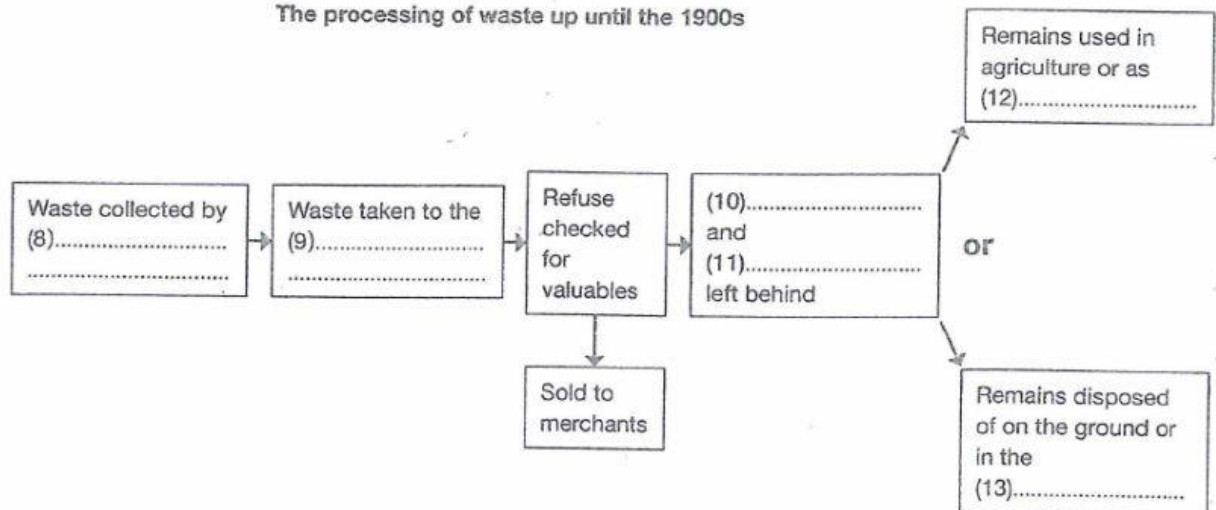 The processing of waste up until the 1900s
Waste collected by
(8)..............................
....................................
Waste taken to the
(9)..............................
....................................
Refuse
checked
for
valuables
Sold to
merchants
(10)..............................
and
(11)..............................
left behind
or
Remains used in
agriculture or as
(12)..............................
Remains disposed
of on the ground or
in the
(13)..............................